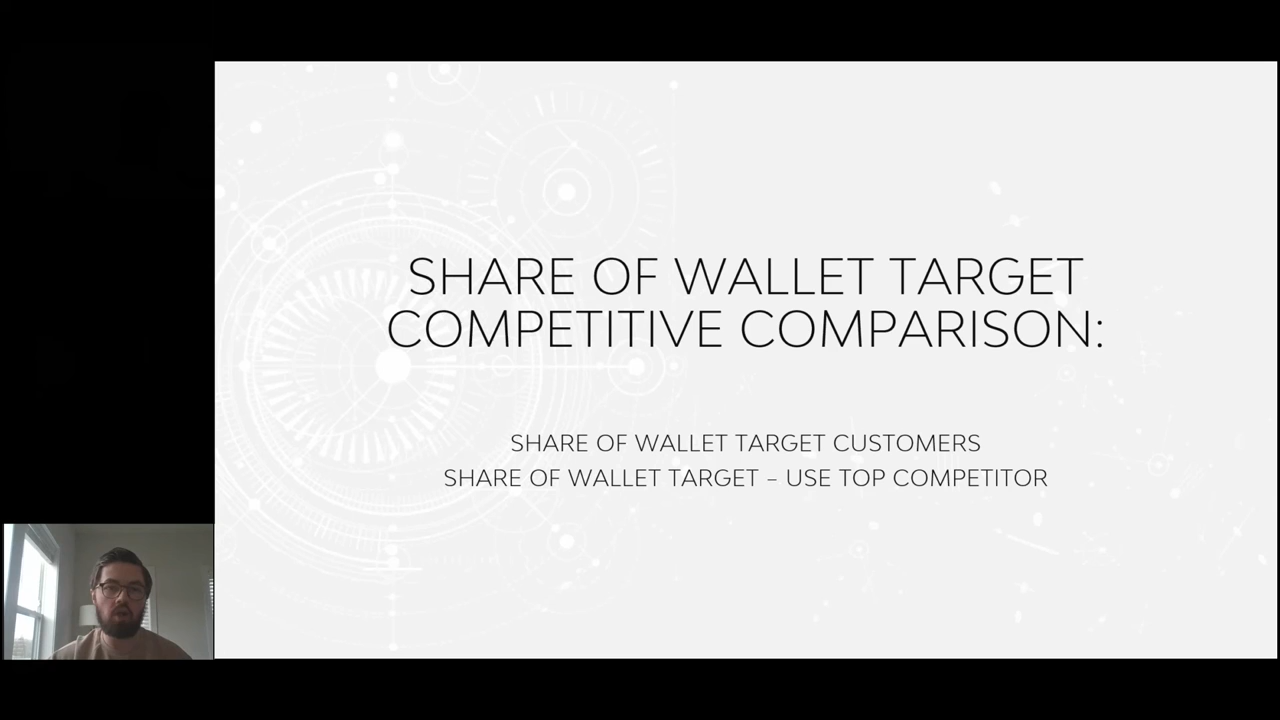 SHARE OF WALLET TARGET
COMPETITIVE COMPARISON:
SHARE OF WALLET TARGET CUSTOMERS
SHARE OF WALLET TARGET – USE TOP COMPETITOR